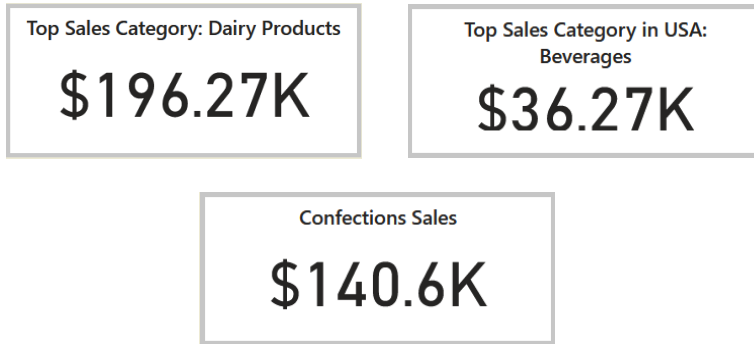 Top Sales Category: Dairy Products
$196.27K
Top Sales Category in USA:
Beverages
$36.27K
Confections Sales
$140.6K